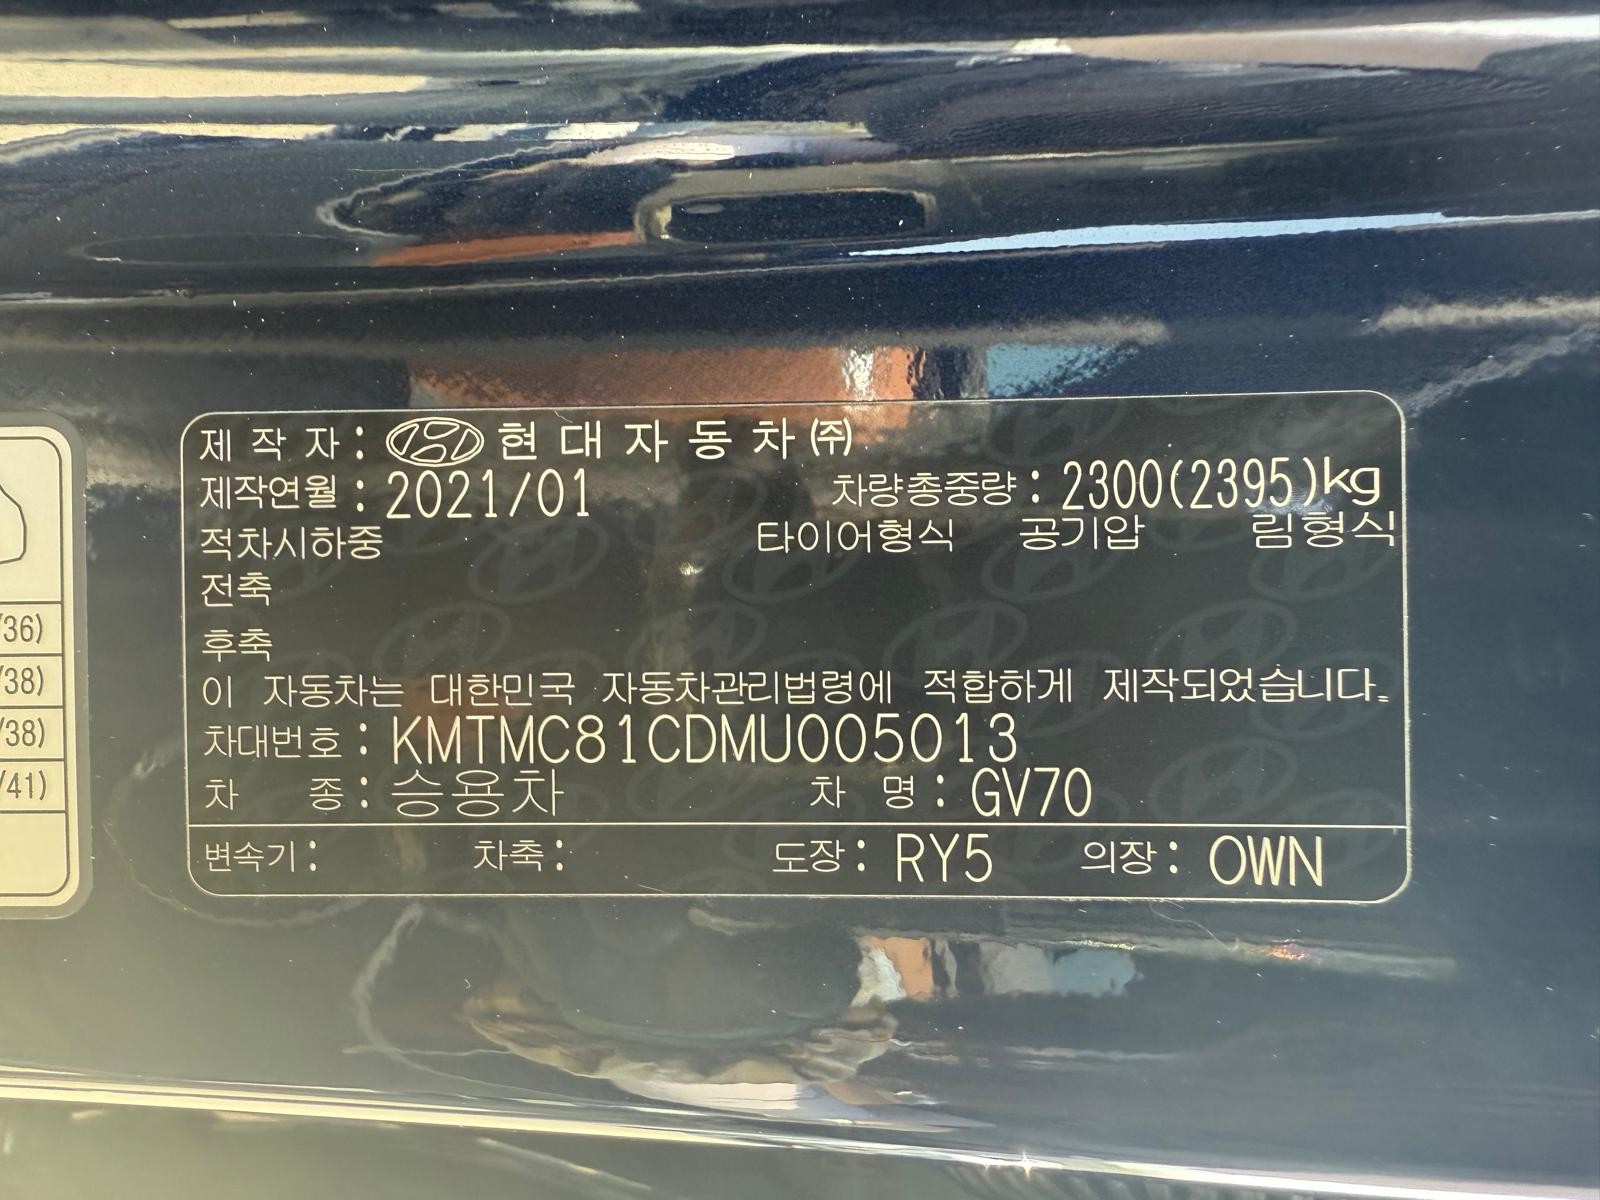 제 작 자 : 현 대 자 동 차 ㈜
제작연월 : 2021/01 차량총중량 : 2300(2395)kg
적차시하중 타이어형식 공기압 림형식
전축
후축
이 자동차는 대한민국 자동차관리법령에 적합하게 제작되었습니다.
차대번호 : KMTMC81CDMU005013
차 종 : 승용차 차 명 : GV70
변속기 : 차축 : 도장 : RY5 의장 : OWN
/36)
/38)
/38)
/41)